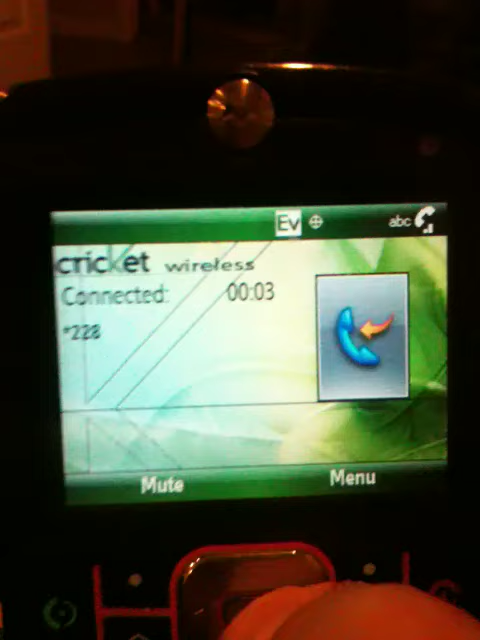 Ev abc
cricket wireless
Connected: 00:03
*228
Mute Menu